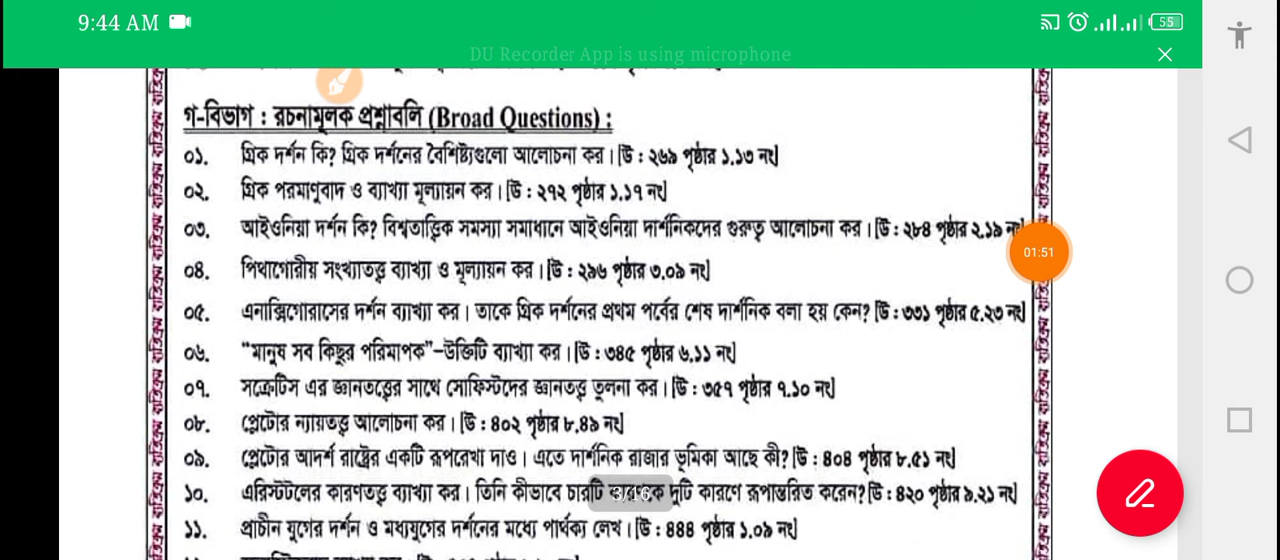 9:44 AM
55
DU Recorder App is using microphone
গ-বিভাগ : রচনামূলক প্রশ্নাবলি (Broad Questions) :
০১. গ্রিক দর্শন কি? গ্রিক দর্শনের বৈশিষ্ট্যগুলো আলোচনা কর। [উ : ২৬৯ পৃষ্ঠার ১.১৩ নং]
০২. গ্রিক পরমাণুবাদ ও ব্যাখ্যা মূল্যায়ন কর। [উ : ২৭২ পৃষ্ঠার ১.১৭ নং]
০৩. আইওনিয়া দর্শন কি? বিশ্বতাত্ত্বিক সমস্যা সমাধানে আইওনিয়া দার্শনিকদের গুরুত্ব আলোচনা কর। [উ : ২৮৪ পৃষ্ঠার ২.১৯ নং]
01:51
০৪. পিথাগোরীয় সংখ্যাতত্ত্ব ব্যাখ্যা ও মূল্যায়ন কর। [উ : ২৯৬ পৃষ্ঠার ৩.০৯ নং]
০৫. এনাক্সিগোরাসের দর্শন ব্যাখ্যা কর। তাকে গ্রিক দর্শনের প্রথম পর্বের শেষ দার্শনিক বলা হয় কেন? [উ : ৩৩১ পৃষ্ঠার ৫.২৩ নং]
০৬. “মানুষ সব কিছুর পরিমাপক”–উক্তিটি ব্যাখ্যা কর। [উ : ৩৪৫ পৃষ্ঠার ৬.১১ নং]
০৭. সক্রেটিস এর জ্ঞানতত্ত্বের সাথে সোফিস্টদের জ্ঞানতত্ত্ব তুলনা কর। [উ : ৩৫৭ পৃষ্ঠার ৭.১০ নং]
০৮. প্লেটোর ন্যায়তত্ত্ব আলোচনা কর। [উ : ৪০২ পৃষ্ঠার ৮.৪৯ নং]
০৯. প্লেটোর আদর্শ রাষ্ট্রের একটি রূপরেখা দাও। এতে দার্শনিক রাজার ভূমিকা আছে কী? [উ : ৪০৪ পৃষ্ঠার ৮.৫১ নং]
১০. এরিস্টটলের কারণতত্ত্ব ব্যাখ্যা কর। তিনি কীভাবে চারটি দুটি কারণে রূপান্তরিত করেন? [উ : ৪২০ পৃষ্ঠার ৯.২১ নং]
3/16
১১. প্রাচীন যুগের দর্শন ও মধ্যযুগের দর্শনের মধ্যে পার্থক্য লেখ। [উ : ৪৪৪ পৃষ্ঠার ১.০৯ নং]